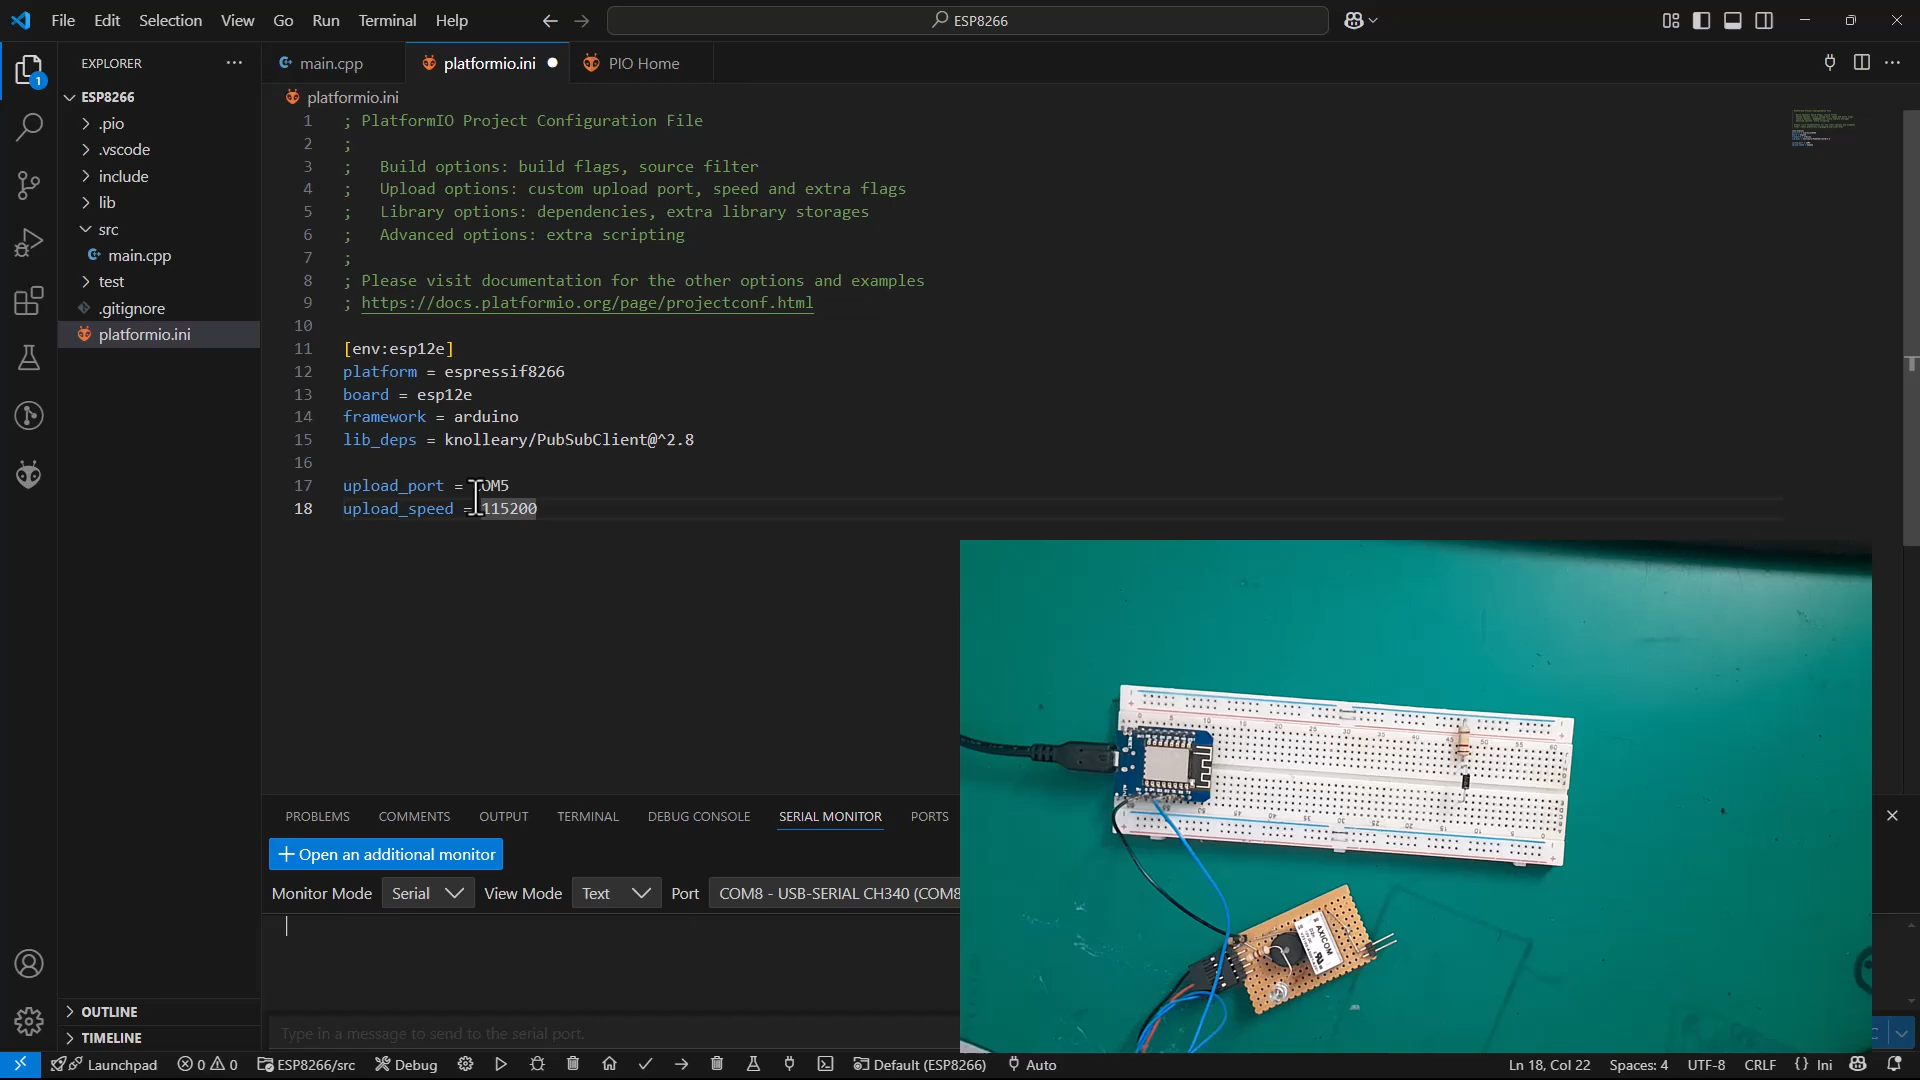 File Edit Selection View Go Run Terminal Help
ESP8266
EXPLORER
main.cpp
platformio.ini
PIO Home
ESP8266
.pio
.vscode
include
lib
src
main.cpp
test
.gitignore
platformio.ini
1
platformio.ini
1 ; PlatformIO Project Configuration File
2 ;
3 ; Build options: build flags, source filter
4 ; Upload options: custom upload port, speed and extra flags
5 ; Library options: dependencies, extra library storages
6 ; Advanced options: extra scripting
7 ;
8 ; Please visit documentation for the other options and examples
9 ; https://docs.platformio.org/page/projectconf.html
10
11 [env:esp12e]
12 platform = espressif8266
13 board = esp12e
14 framework = arduino
15 lib_deps = knolleary/PubSubClient@^2.8
16
17 upload_port = COM5
18 upload_speed = 115200
PROBLEMS COMMENTS OUTPUT TERMINAL DEBUG CONSOLE SERIAL MONITOR PORTS
Open an additional monitor
Monitor Mode Serial View Mode Text Port COM8 - USB-SERIAL CH340 (COM8
Type in a message to send to the serial port.
AXICOM
OUTLINE
TIMELINE
Launchpad 0 0 ESP8266/src Debug Default (ESP8266) Auto
Ln 18, Col 22 Spaces: 4 UTF-8 CRLF Ini